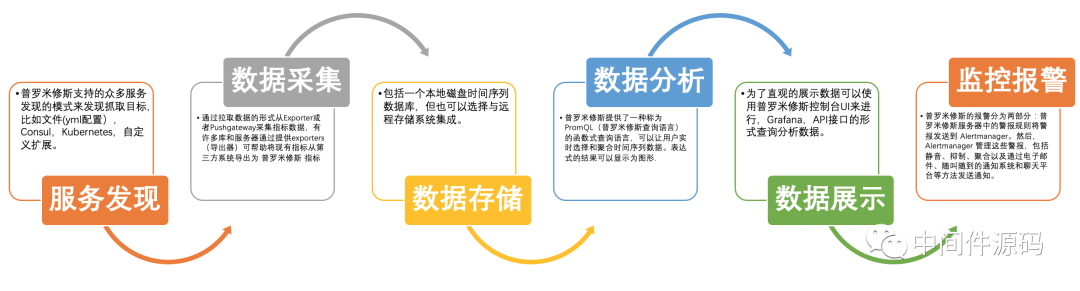 •普罗米修斯支持的众多服务
发现的模式来发现抓取目标,
比如文件(yml配置),
Consul，Kubernetes，自定
义扩展。
服务发现
数据采集
• 通过拉取数据的形式从Exporter或
者Pushgateway采集指标数据，有
许多库和服务器通过提供exporters
（导出器）可帮助将现有指标从第
三方系统导出为 普罗米修斯 指标
•包括一个本地磁盘时间序列
数据库，但也可以选择与远
程存储系统集成。
数据存储
数据分析
• 普罗米修斯提供了一种称为
PromQL（普罗米修斯查询语言）
的函数式查询语言，可以让用户实
时选择和聚合时间序列数据。表达
式的结果可以显示为图形.
•为了直观的展示数据可以使
用普罗米修斯控制台UI来进
行，Grafana，API接口的形
式查询分析数据。
数据展示
监控报警
• 普罗米修斯的报警分为两部分：普
罗米修斯服务器中的警报规则将警
报发送到 Alertmanager。然后，
Alertmanager 管理这些警报，包括
静音、抑制、聚合以及通过电子邮
件、随叫随到的通知系统和聊天平
台等方法发送通知。
中间件源码